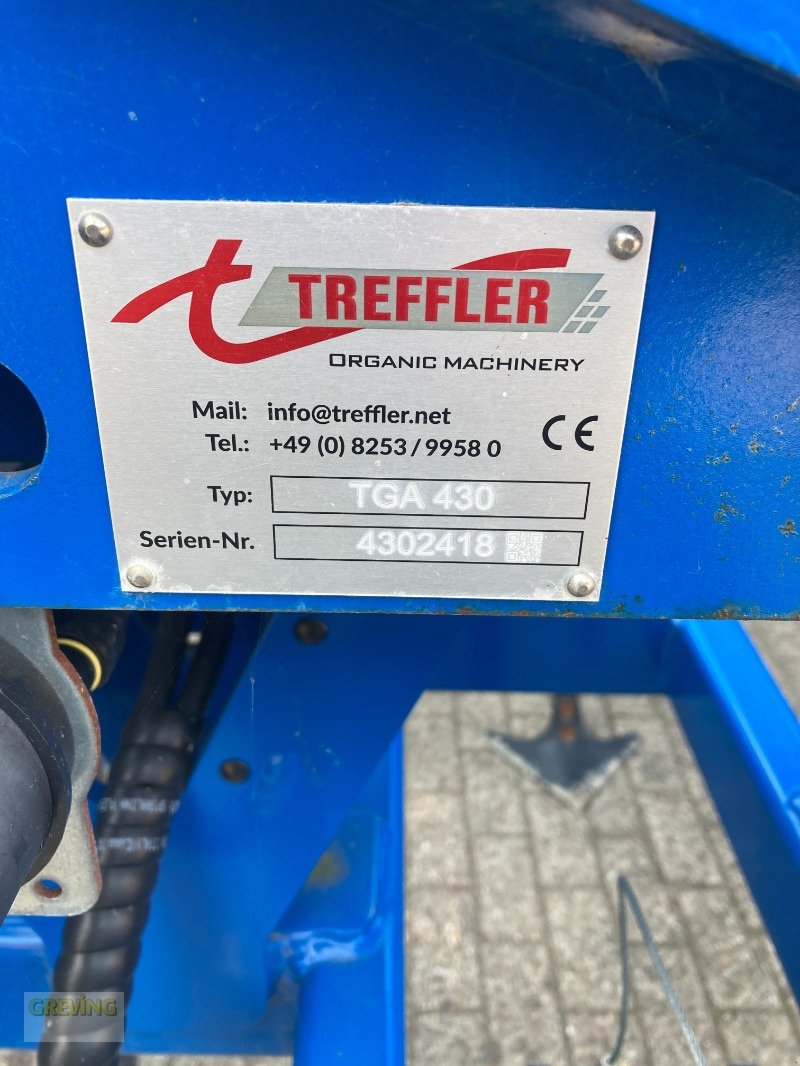 TREFFLER
ORGANIC MACHINERY
Mail: info@treffler.net
Tel.: +49 (0) 8253 / 9958 0
CE
Typ: TGA 430
Serien-Nr. 4302418
GREVING